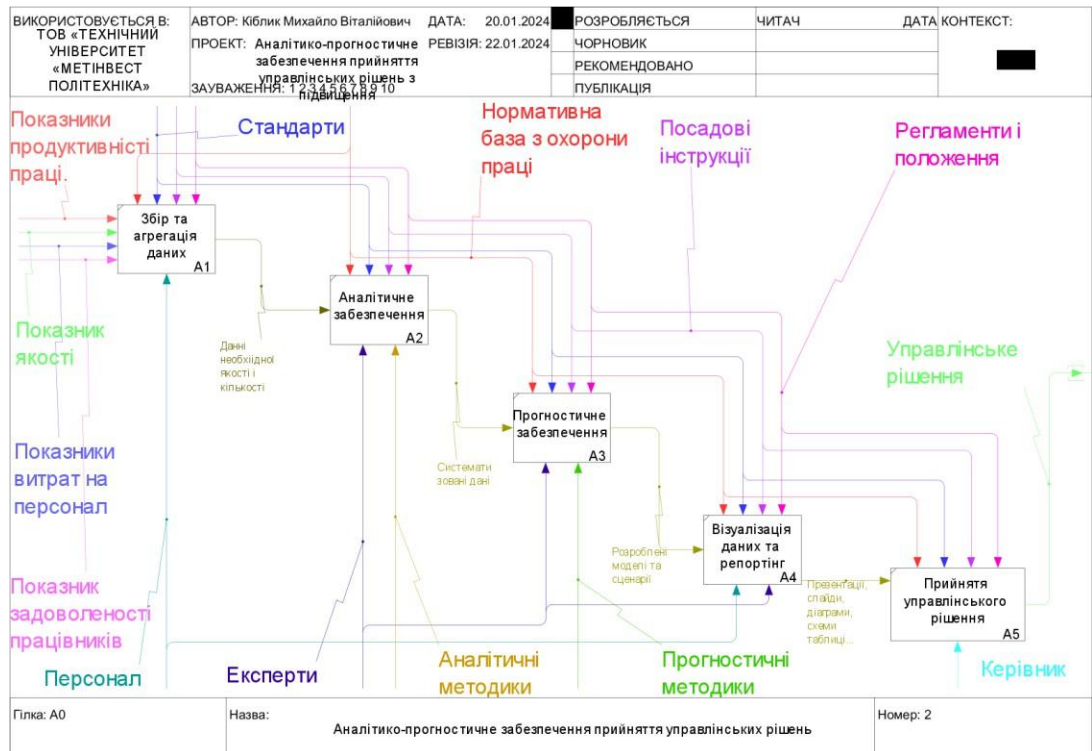 ВИКОРИСТОВУЄТЬСЯ В:
ТОВ «ТЕХНІЧНИЙ
УНІВЕРСИТЕТ
«МЕТІНВЕСТ
ПОЛІТЕХНІКА»
АВТОР: Кіблик Михайло Віталійович
ДАТА: 20.01.2024
ПРОЕКТ: Аналітико-прогностичне
забезпечення прийняття
управлінських рішень з
підвищення
РЕВІЗІЯ: 22.01.2024
ЗАУВАЖЕННЯ: 1 2 3 4 5 6 7 8 9 10
РОЗРОБЛЯЄТЬСЯ
ЧОРНОВИК
РЕКОМЕНДОВАНО
ПУБЛІКАЦІЯ
ЧИТАЧ
ДАТА
КОНТЕКСТ:
Показники
продуктивності
праці.
Стандарти
Нормативна
база з охорони
праці
Посадові
інструкції
Регламенти і
положення
Збір та
агрегація
даних
A1
Аналітичне
забезпечення
A2
Показник
якості
Данні
необхіідної
якості і
кількості
Управлінське
рішення
Прогностичне
забезпечення
A3
Показники
витрат на
персонал
Системати
зовані дані
Візуалізація
даних та
репортінг
A4
Розроблені
моделі та
сценарії
Показник
задоволеності
працівників
Презентації,
слайди,
діаграми,
схеми
таблиці...
Прийнятя
управлінського
рішення
A5
Персонал
Експерти
Аналітичні
методики
Прогностичні
методики
Керівник
Гілка: A0
Назва:
Аналітико-прогностичне забезпечення прийняття управлінських рішень
Номер: 2